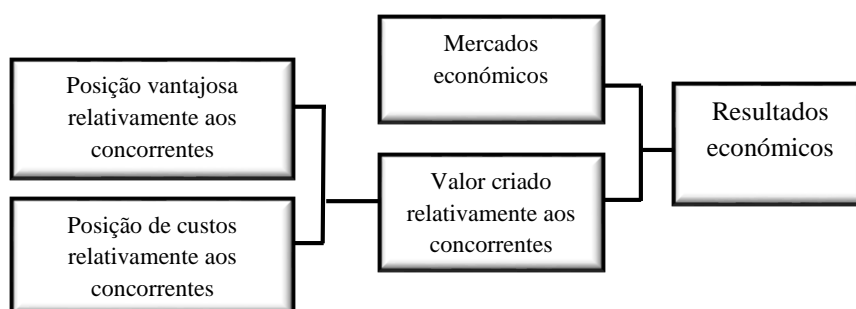 Posição vantajosa
relativamente aos
concorrentes
Posição de custos
relativamente aos
concorrentes
Mercados
económicos
Valor criado
relativamente aos
concorrentes
Resultados
económicos